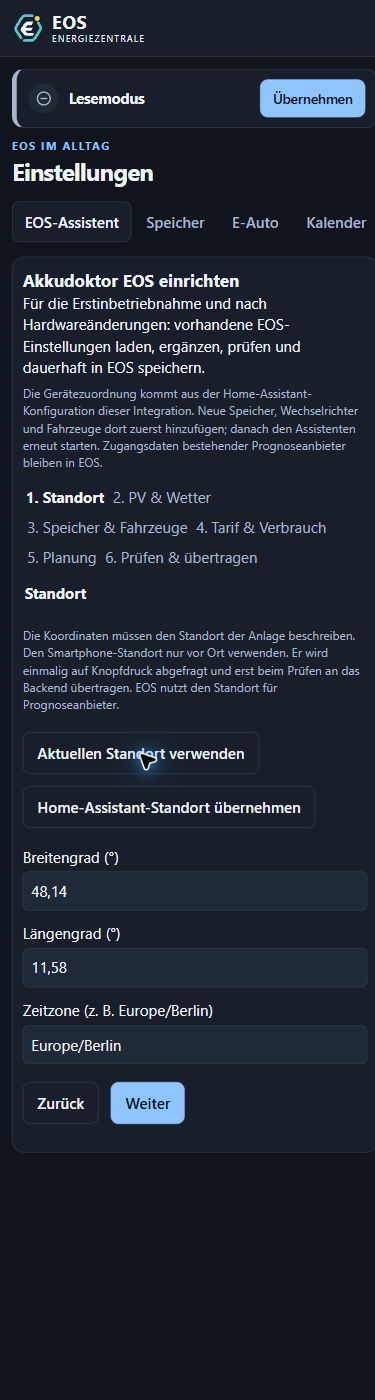 EOS
ENERGIEZENTRALE
Lesemodus
Übernehmen
EOS IM ALLTAG
Einstellungen
EOS-Assistent
Speicher
E-Auto
Kalender
Akkudoktor EOS einrichten
Für die Erstinbetriebnahme und nach
Hardwareänderungen: vorhandene EOS-
Einstellungen laden, ergänzen, prüfen und
dauerhaft in EOS speichern.
Die Gerätezuordnung kommt aus der Home-Assistant-
Konfiguration dieser Integration. Neue Speicher, Wechselrichter
und Fahrzeuge dort zuerst hinzufügen; danach den Assistenten
erneut starten. Zugangsdaten bestehender Prognoseanbieter
bleiben in EOS.
1. Standort 2. PV & Wetter
3. Speicher & Fahrzeuge 4. Tarif & Verbrauch
5. Planung 6. Prüfen & übertragen
Standort
Die Koordinaten müssen den Standort der Anlage beschreiben.
Den Smartphone-Standort nur vor Ort verwenden. Er wird
einmalig auf Knopfdruck abgefragt und erst beim Prüfen an das
Backend übertragen. EOS nutzt den Standort für
Prognoseanbieter.
Aktuellen Standort verwenden
Home-Assistant-Standort übernehmen
Breitengrad (°)
48,14
Längengrad (°)
11,58
Zeitzone (z. B. Europe/Berlin)
Europe/Berlin
Zurück
Weiter